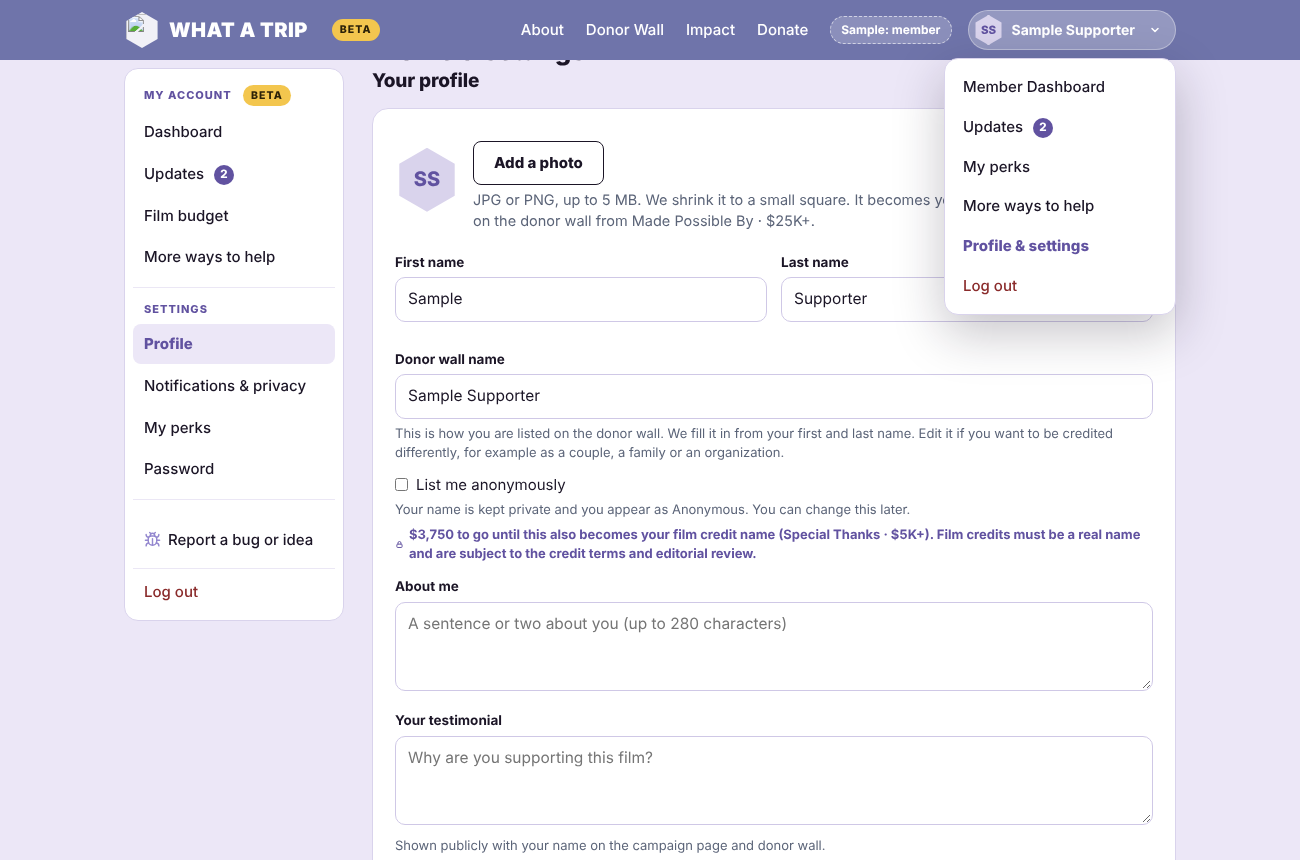 WHAT A TRIP
BETA
About
Donor Wall
Impact
Donate
Sample: member
SS
Sample Supporter
Member Dashboard
Updates 2
My perks
More ways to help
Profile & settings
Log out
MY ACCOUNT BETA
Dashboard
Updates 2
Film budget
More ways to help
SETTINGS
Profile
Notifications & privacy
My perks
Password
Report a bug or idea
Log out
Your profile
SS
Add a photo
JPG or PNG, up to 5 MB. We shrink it to a small square. It becomes
on the donor wall from Made Possible By · $25K+.
First name
Last name
Sample
Supporter
Donor wall name
Sample Supporter
This is how you are listed on the donor wall. We fill it in from your first and last name. Edit it if you want to be credited
differently, for example as a couple, a family or an organization.
List me anonymously
Your name is kept private and you appear as Anonymous. You can change this later.
$3,750 to go until this also becomes your film credit name (Special Thanks · $5K+). Film credits must be a real name
and are subject to the credit terms and editorial review.
About me
A sentence or two about you (up to 280 characters)
Your testimonial
Why are you supporting this film?
Shown publicly with your name on the campaign page and donor wall.